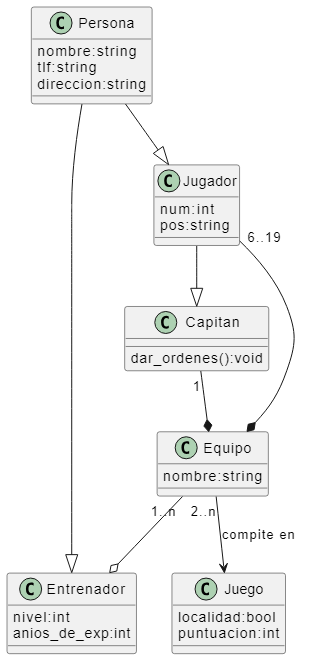 C Persona
nombre:string
tlf:string
direccion:string
C Jugador
num:int
pos:string
6..19
C Capitan
dar_ordenes():void
1
C Equipo
nombre:string
1..n
2..n
compite en
C Entrenador
nivel:int
anios_de_exp:int
C Juego
localidad:bool
puntuacion:int